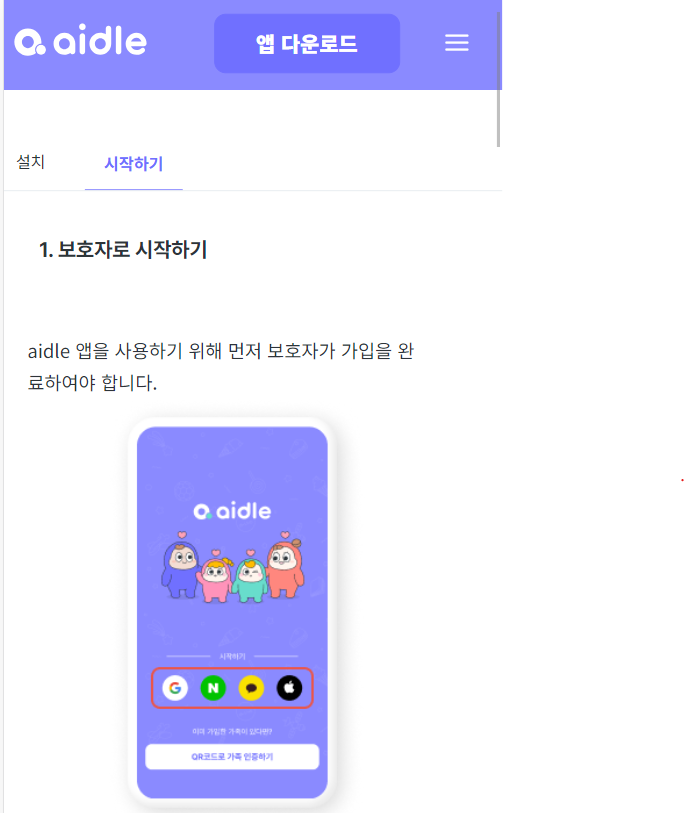 aidle
앱 다운로드
설치
시작하기
1. 보호자로 시작하기
aidle 앱을 사용하기 위해 먼저 보호자가 가입을 완
료하여야 합니다.
aidle
시작하기
G N
이미 가입한 가족이 있다면?
QR코드로 가족 인증하기